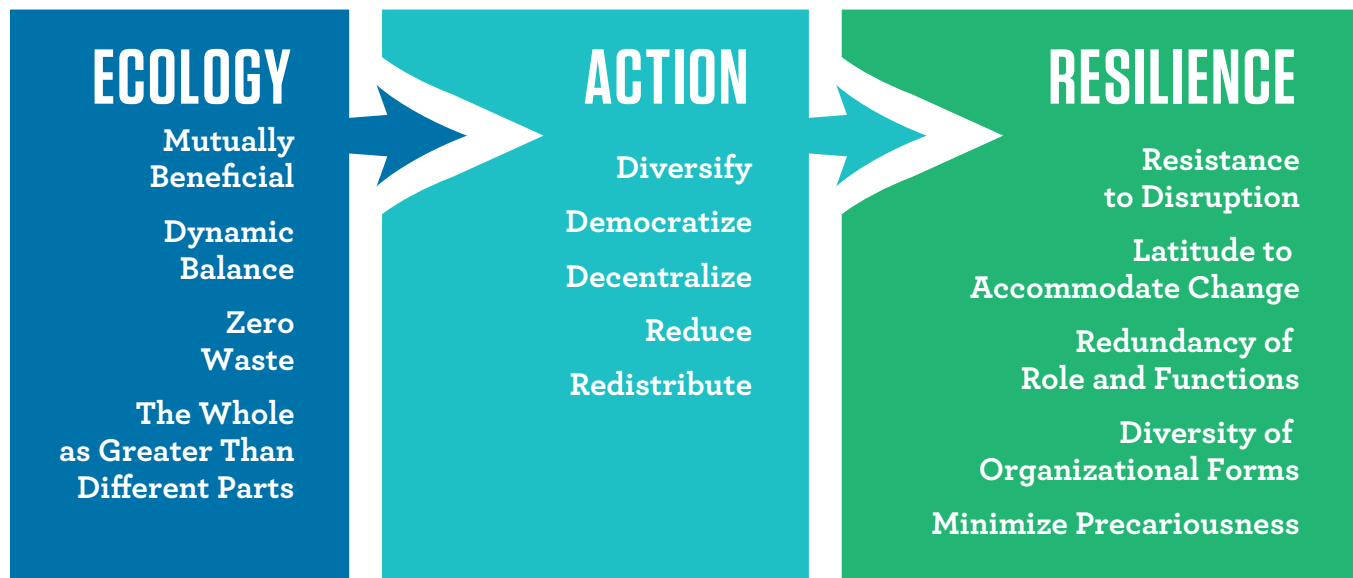 ECOLOGY
Mutually
Beneficial
Dynamic
Balance
Zero
Waste
The Whole
as Greater Than
Different Parts
ACTION
Diversify
Democratize
Decentralize
Reduce
Redistribute
RESILIENCE
Resistance
to Disruption
Latitude to
Accommodate Change
Redundancy of
Role and Functions
Diversity of
Organizational Forms
Minimize Precariousness